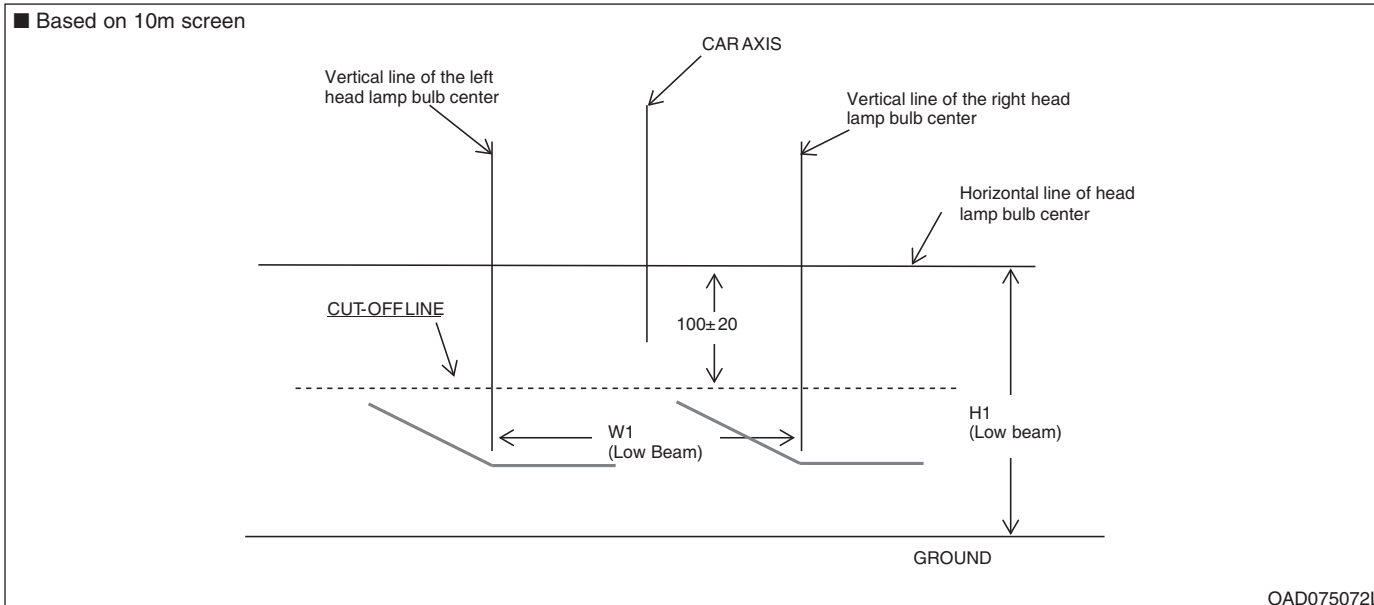 ■ Based on 10m screen
CAR AXIS
Vertical line of the left
head lamp bulb center
Vertical line of the right head
lamp bulb center
Horizontal line of head
lamp bulb center
CUT-OFF LINE
100±20
W1
(Low Beam)
H1
(Low beam)
GROUND
OAD075072L